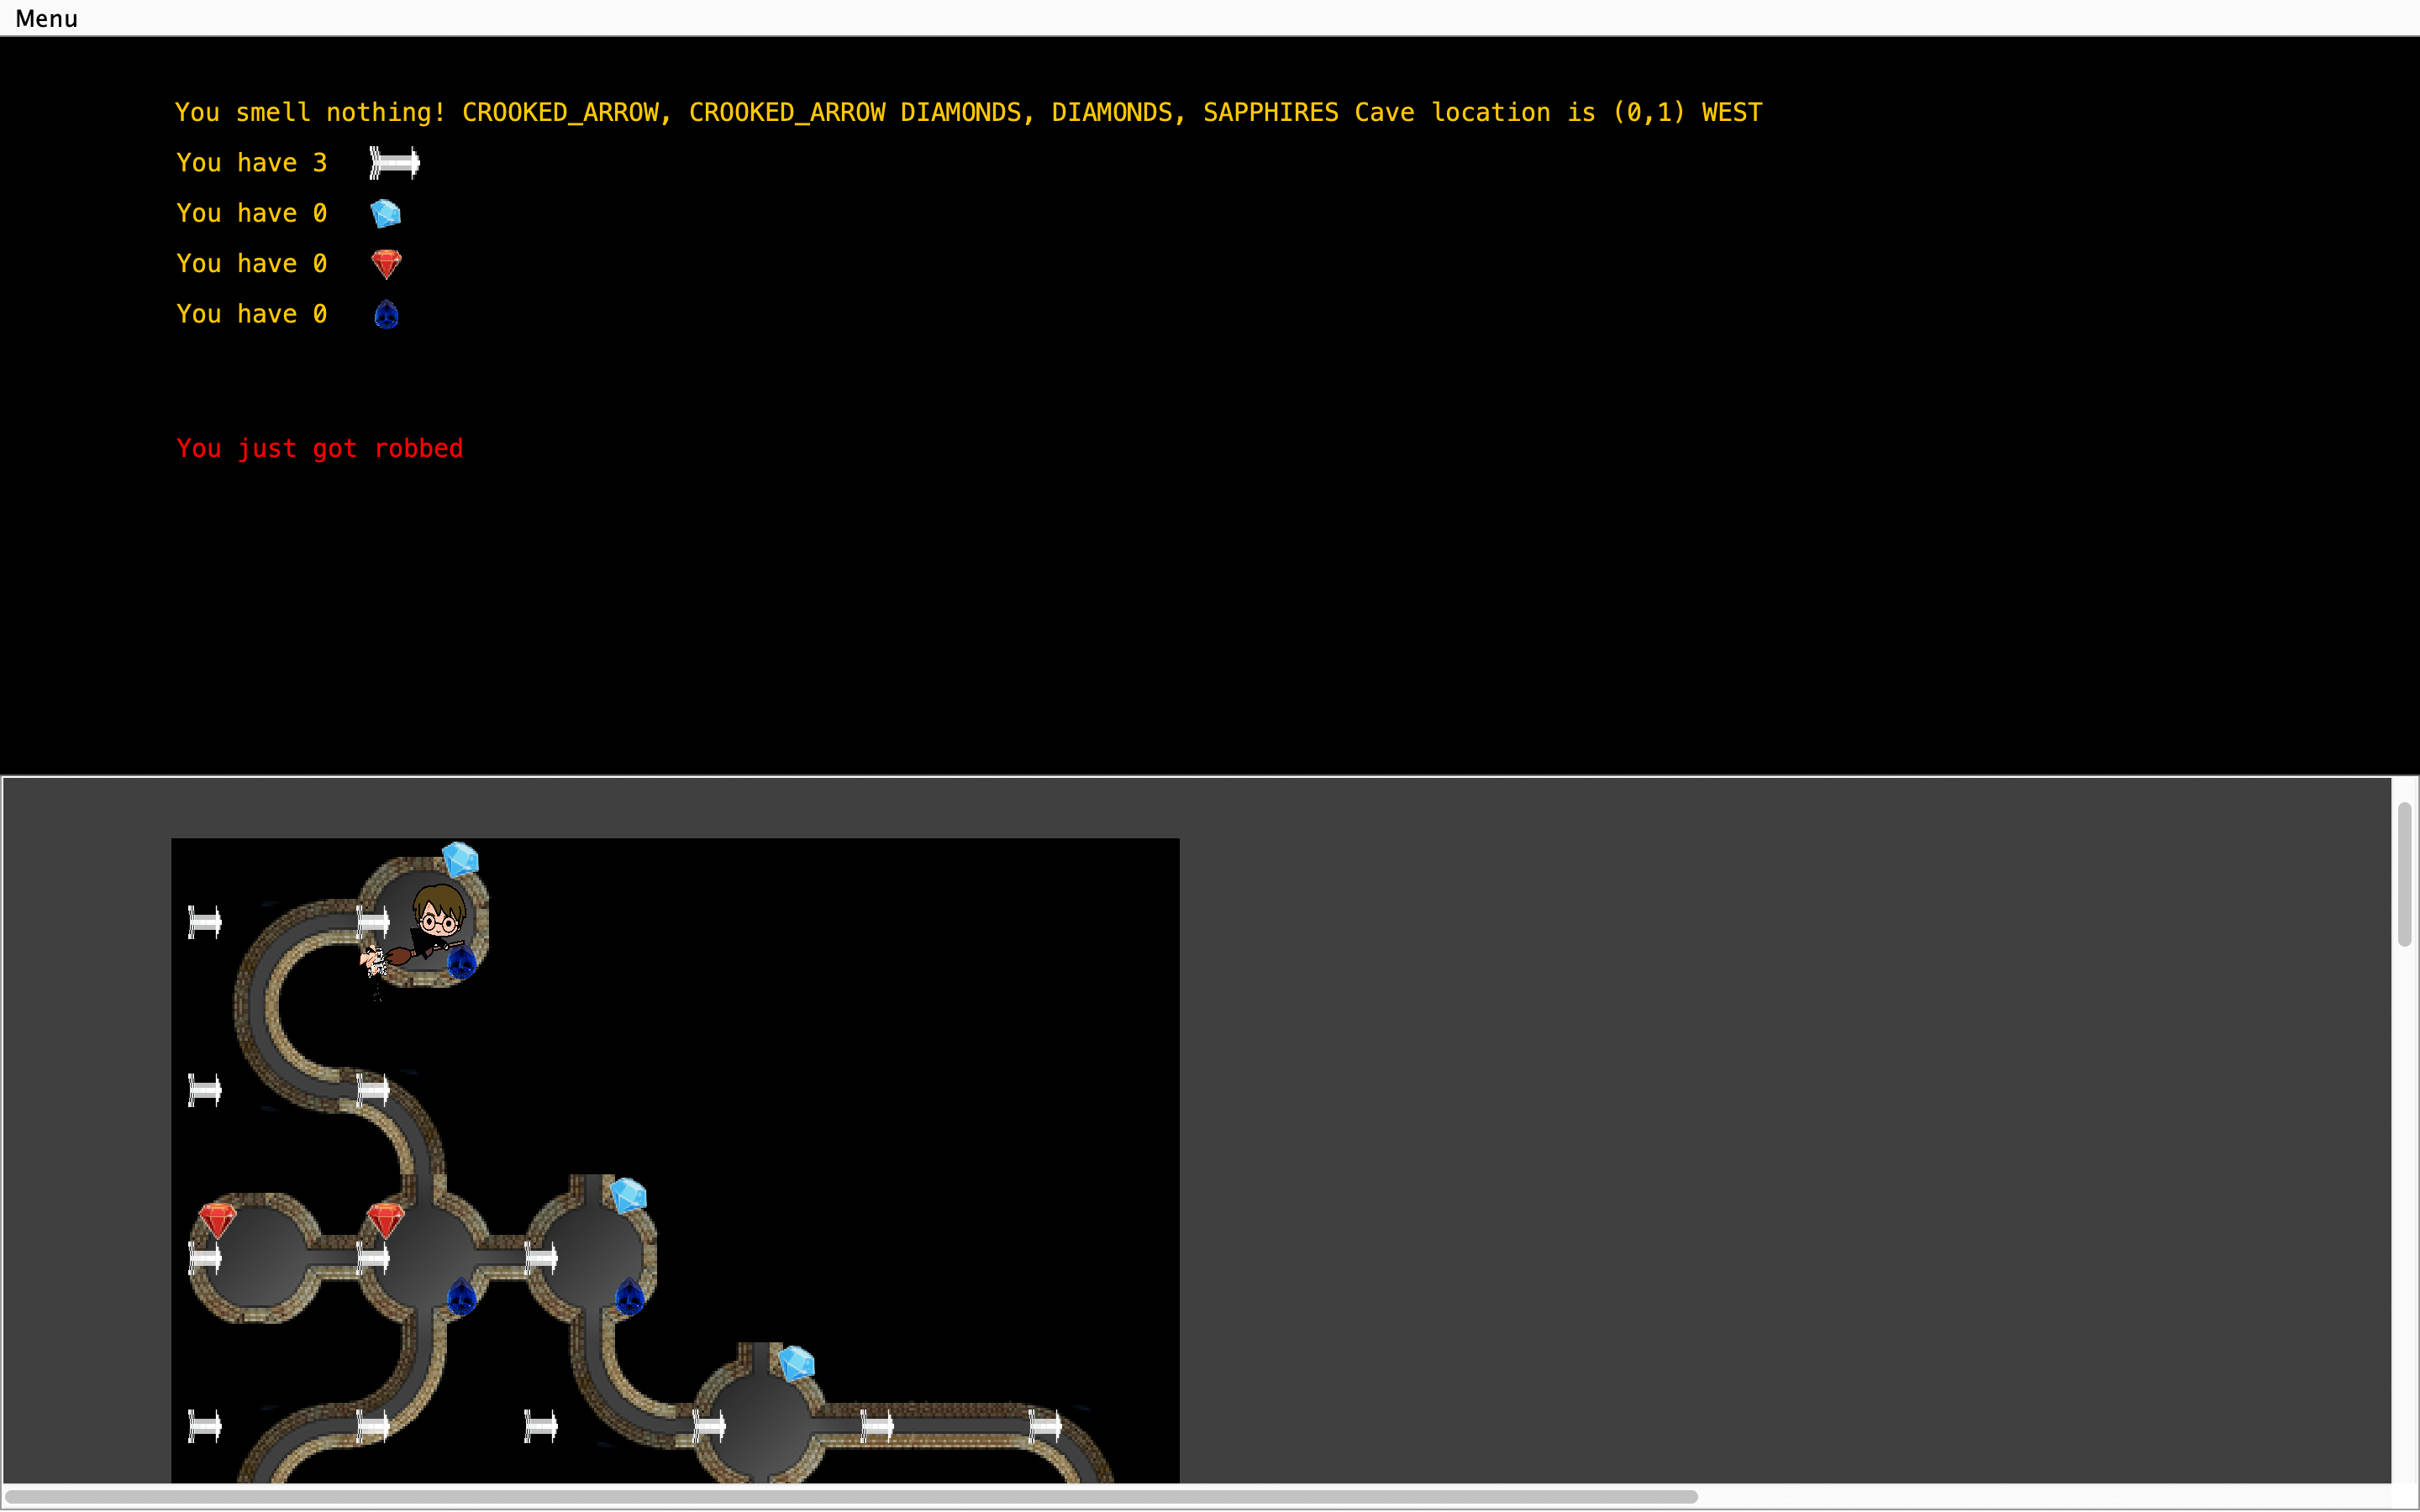 Menu
You smell nothing! CROOKED_ARROW, CROOKED_ARROW DIAMONDS, DIAMONDS, SAPPHIRES Cave location is (0,1) WEST
You have 3
You have 0
You have 0
You have 0
You just got robbed